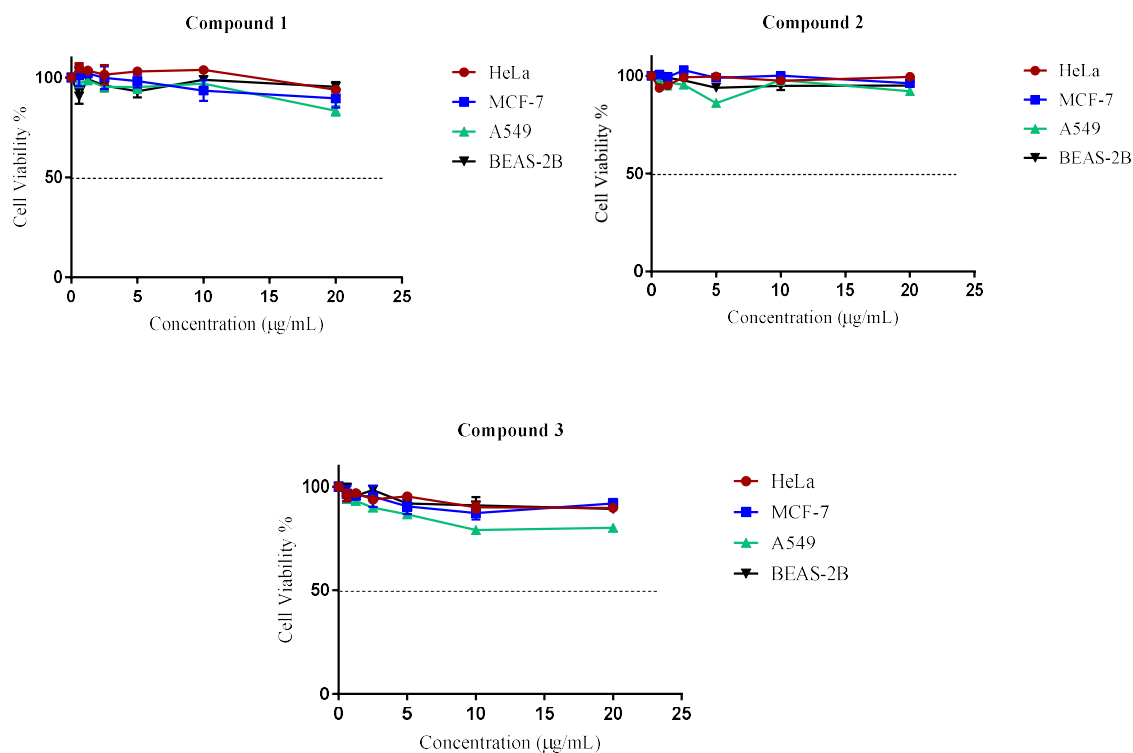 Compound 1
Cell Viability %
100
50
0
0 5 10 15 20 25
Concentration (µg/mL)
HeLa
MCF-7
A549
BEAS-2B
Compound 2
Cell Viability %
100
50
0
0 5 10 15 20 25
Concentration (µg/mL)
HeLa
MCF-7
A549
BEAS-2B
Compound 3
Cell Viability %
100
50
0
0 5 10 15 20 25
Concentration (µg/mL)
HeLa
MCF-7
A549
BEAS-2B